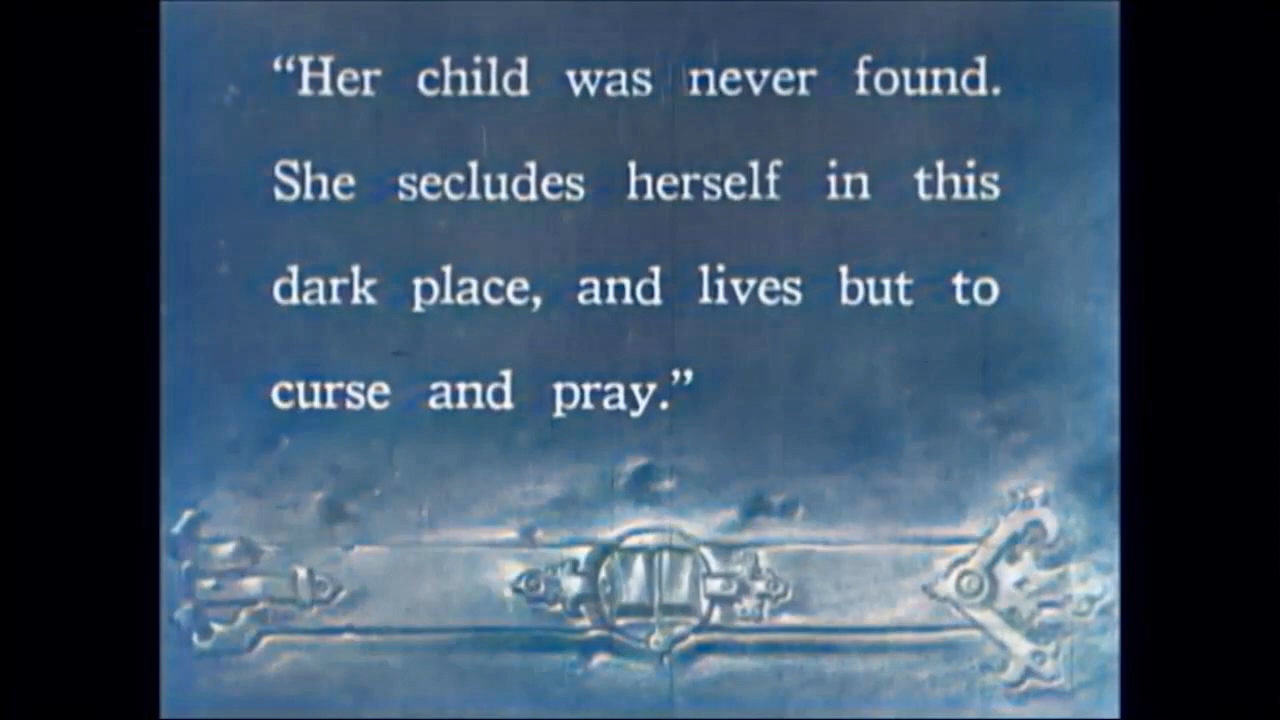 “Her child was never found.
She secludes herself in this
dark place, and lives but to
curse and pray.”